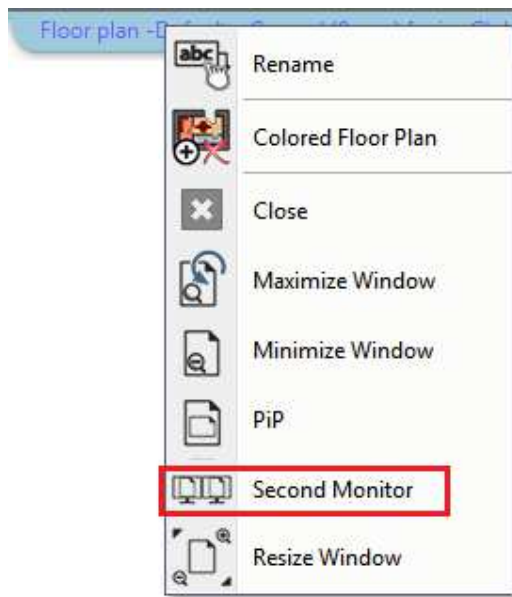 Floor plan -
abc
Rename
Colored Floor Plan
Close
Maximize Window
Minimize Window
PiP
Second Monitor
Resize Window